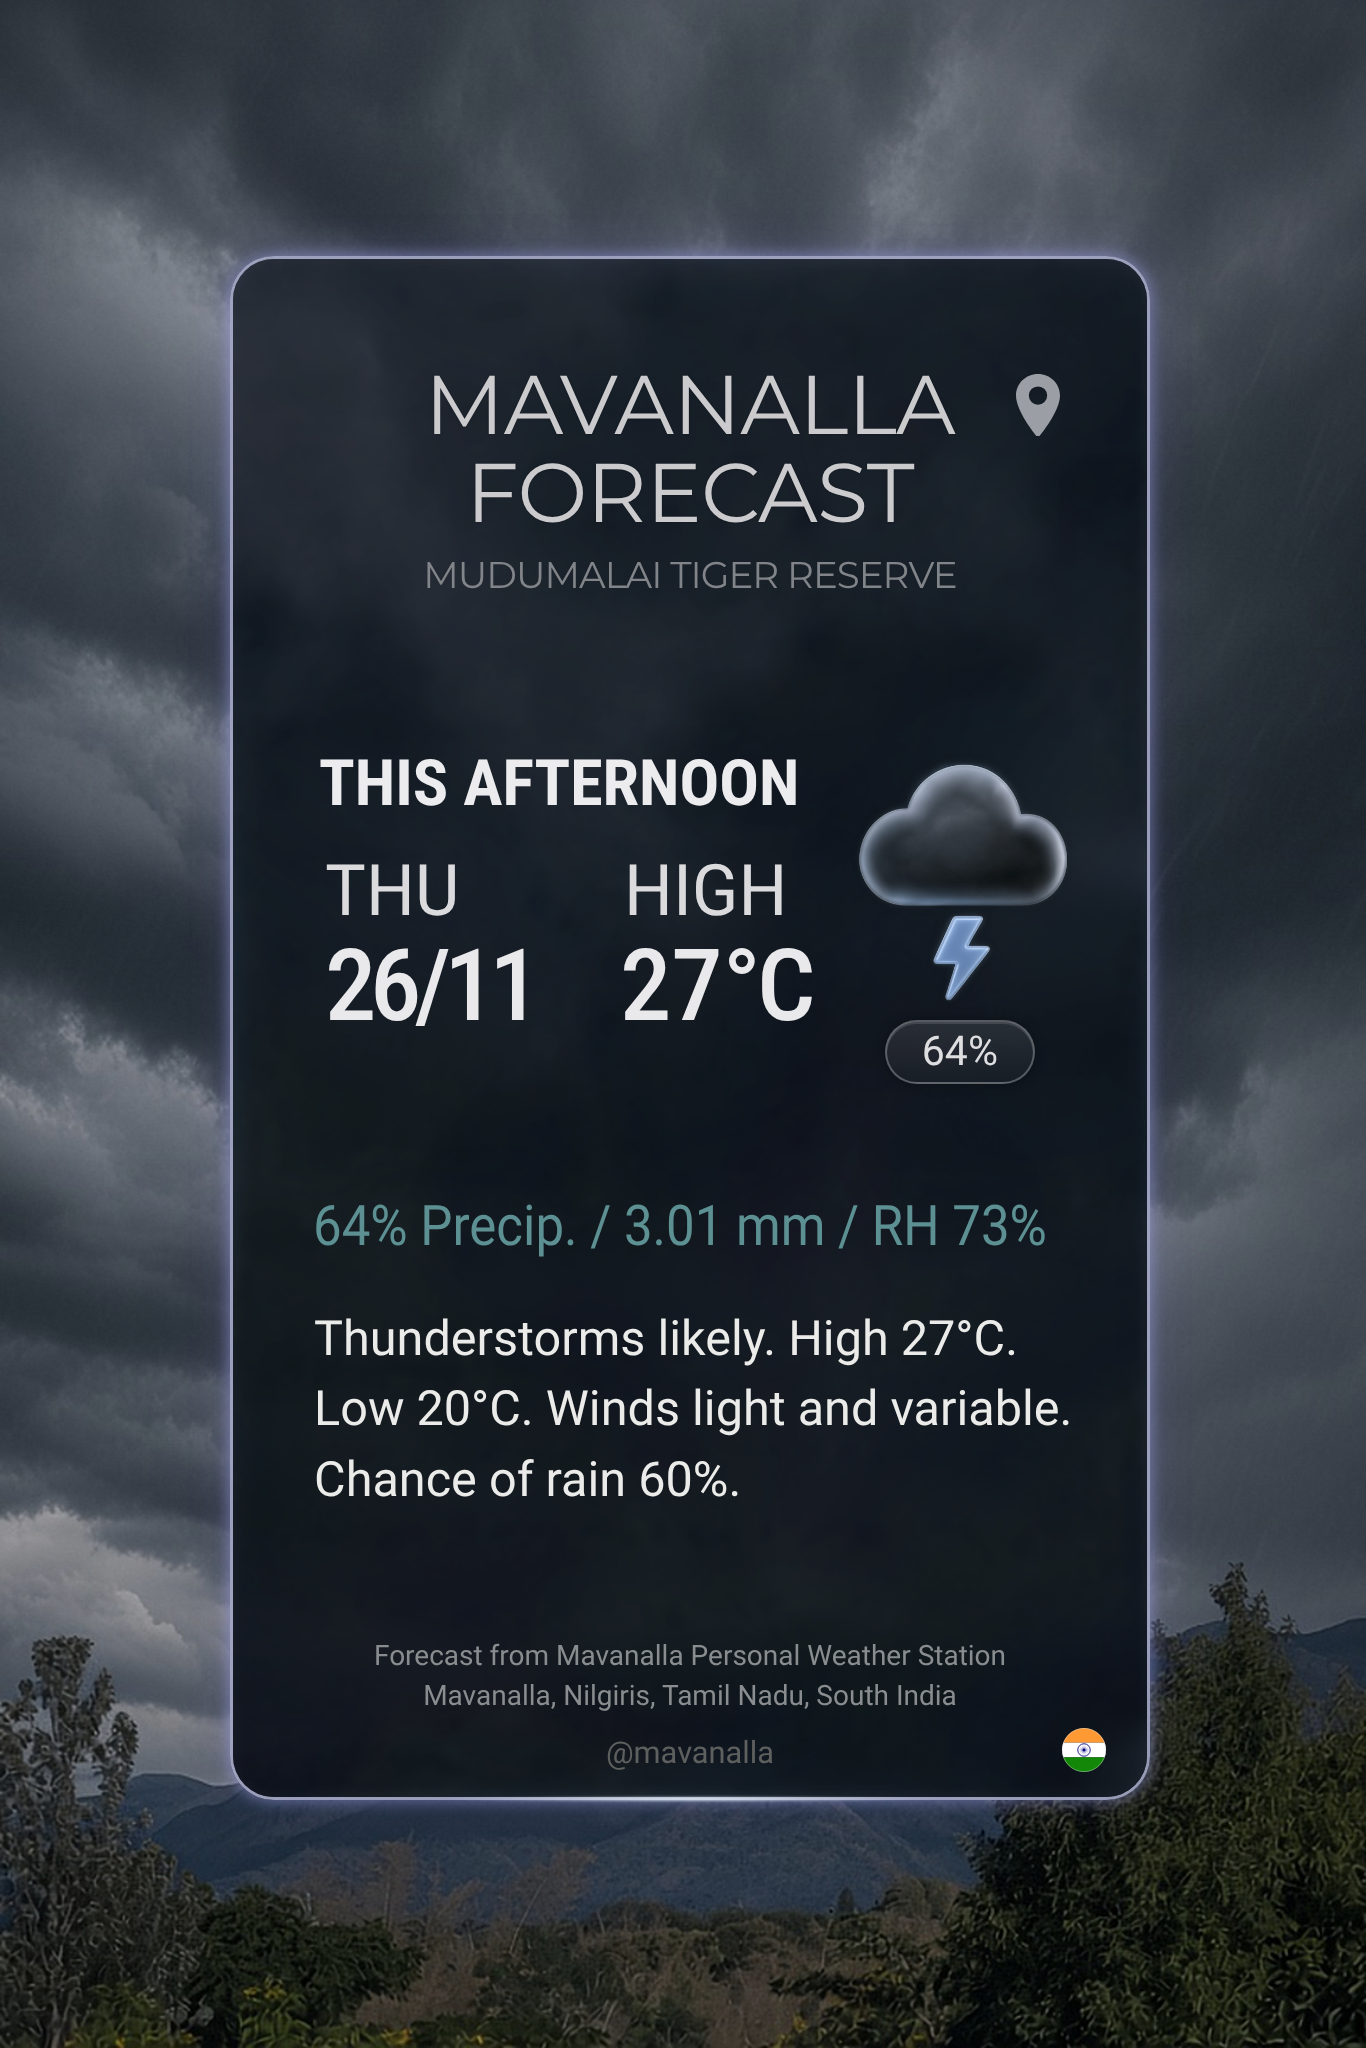 MAVANALLA
FORECAST
MUDUMALAI TIGER RESERVE
THIS AFTERNOON
THU
26/11
HIGH
27°C
64%
64% Precip. / 3.01 mm / RH 73%
Thunderstorms likely. High 27°C.
Low 20°C. Winds light and variable.
Chance of rain 60%.
Forecast from Mavanalla Personal Weather Station
Mavanalla, Nilgiris, Tamil Nadu, South India
@mavanalla